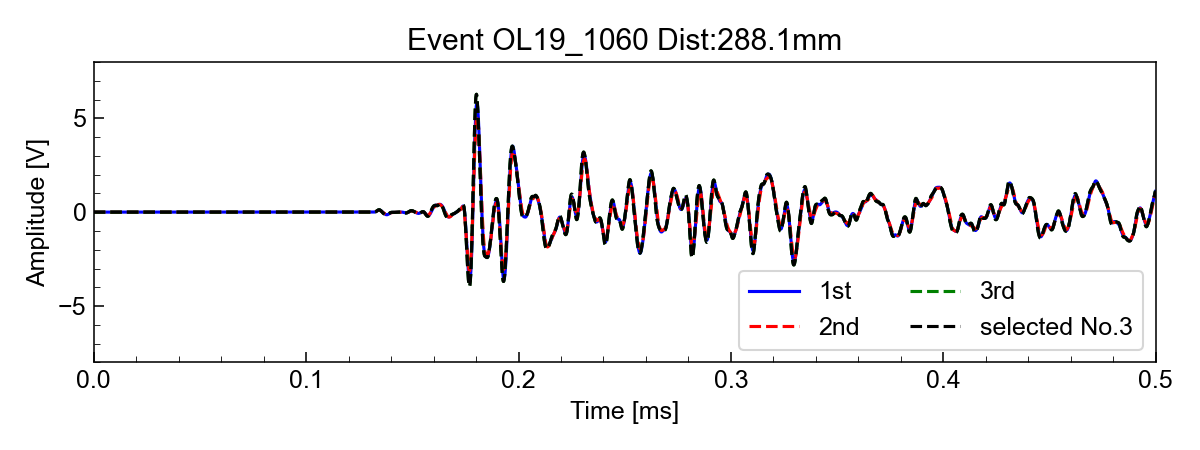 Event OL19_1060 Dist:288.1mm
Amplitude [V]
5
0
−5
1st
2nd
3rd
selected No.3
0.0 0.1 0.2 0.3 0.4 0.5
Time [ms]